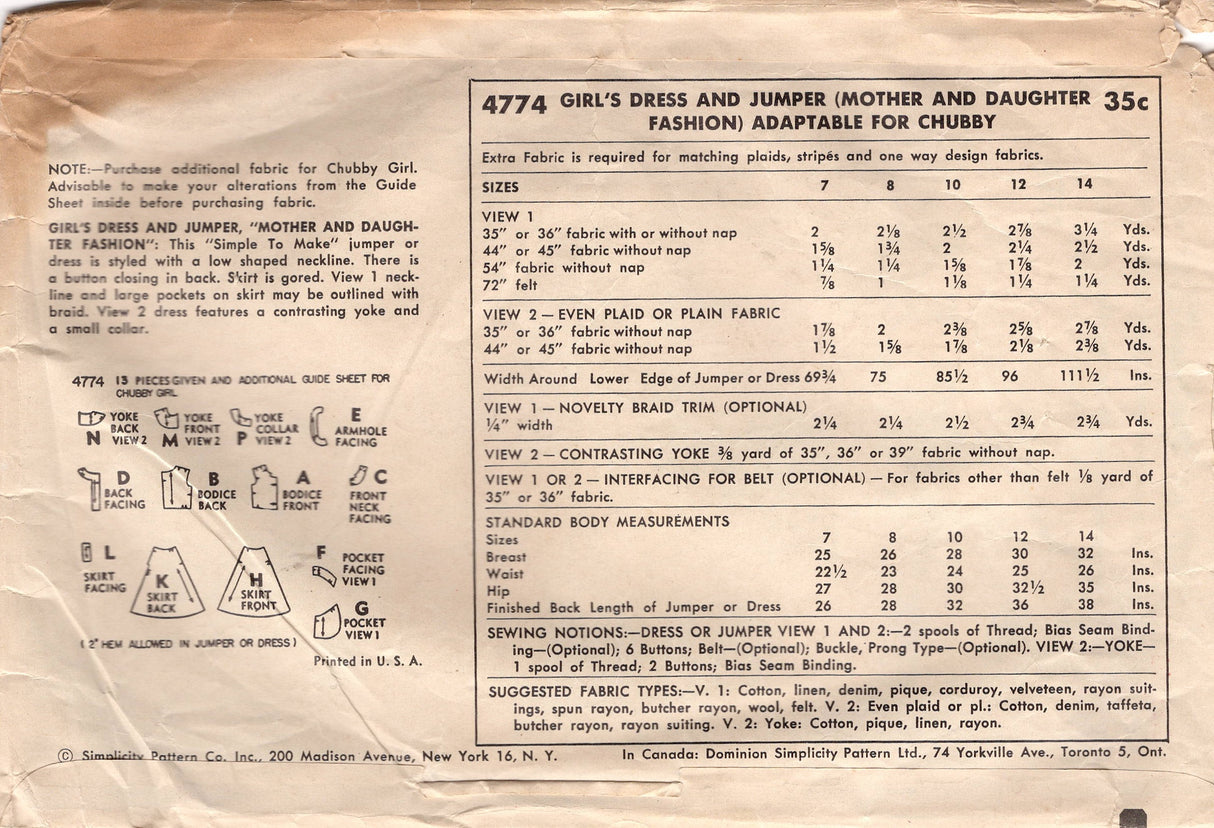 NOTE:—Purchase additional fabric for Chubby Girl.
Advisable to make your alterations from the Guide
Sheet inside before purchasing fabric.
GIRL'S DRESS AND JUMPER, "MOTHER AND DAUGH-
TER FASHION": This "Simple To Make" jumper or
dress is styled with a low shaped neckline. There is
a button closing in back. Skirt is gored. View 1 neck-
line and large pockets on skirt may be outlined with
braid. View 2 dress features a contrasting yoke and
a small collar.
4774 13 PIECES GIVEN AND ADDITIONAL GUIDE SHEET FOR
CHUBBY GIRL
N YOKE BACK VIEW 2
M YOKE FRONT VIEW 2
P YOKE COLLAR VIEW 2
E ARMHOLE FACING
D BACK FACING
B BODICE BACK
A BODICE FRONT
C FRONT NECK FACING
L SKIRT FACING
K SKIRT BACK
H SKIRT FRONT
F POCKET FACING VIEW 1
G POCKET VIEW 1
( 2" HEM ALLOWED IN JUMPER OR DRESS )
Printed in U. S. A.
4774 GIRL'S DRESS AND JUMPER (MOTHER AND DAUGHTER 35c
FASHION) ADAPTABLE FOR CHUBBY
Extra Fabric is required for matching plaids, stripes and one way design fabrics.
SIZES 7 8 10 12 14
VIEW 1
35" or 36" fabric with or without nap 2 2⅛ 2½ 2⅞ 3¼ Yds.
44" or 45" fabric without nap 1⅝ 1¾ 2 2¼ 2½ Yds.
54" fabric without nap 1¼ 1¼ 1⅝ 1⅞ 2 Yds.
72" felt ⅞ 1 1⅛ 1¼ 1¼ Yds.
VIEW 2 — EVEN PLAID OR PLAIN FABRIC
35" or 36" fabric without nap 1⅞ 2 2⅜ 2⅝ 2⅞ Yds.
44" or 45" fabric without nap 1½ 1⅝ 1⅞ 2⅛ 2⅜ Yds.
Width Around Lower Edge of Jumper or Dress 69¾ 75 85½ 96 111½ Ins.
VIEW 1 — NOVELTY BRAID TRIM (OPTIONAL)
¼" width 2¼ 2¼ 2½ 2¾ 2¾ Yds.
VIEW 2 — CONTRASTING YOKE ⅜ yard of 35", 36" or 39" fabric without nap.
VIEW 1 OR 2 — INTERFACING FOR BELT (OPTIONAL) — For fabrics other than felt ⅛ yard of
35" or 36" fabric.
STANDARD BODY MEASUREMENTS
Sizes 7 8 10 12 14
Breast 25 26 28 30 32 Ins.
Waist 22½ 23 24 25 26 Ins.
Hip 27 28 30 32½ 35 Ins.
Finished Back Length of Jumper or Dress 26 28 32 36 38 Ins.
SEWING NOTIONS:—DRESS OR JUMPER VIEW 1 AND 2:—2 spools of Thread; Bias Seam Bind-
ing—(Optional); 6 Buttons; Belt—(Optional); Buckle, Prong Type—(Optional). VIEW 2:—YOKE—
1 spool of Thread; 2 Buttons; Bias Seam Binding.
SUGGESTED FABRIC TYPES:—V. 1: Cotton, linen, denim, pique, corduroy, velveteen, rayon suit-
ings, spun rayon, butcher rayon, wool, felt. V. 2: Even plaid or pl.: Cotton, denim, taffeta,
butcher rayon, rayon suiting. V. 2: Yoke: Cotton, pique, linen, rayon.
© Simplicity Pattern Co. Inc., 200 Madison Avenue, New York 16, N. Y.
In Canada: Dominion Simplicity Pattern Ltd., 74 Yorkville Ave., Toronto 5, Ont.